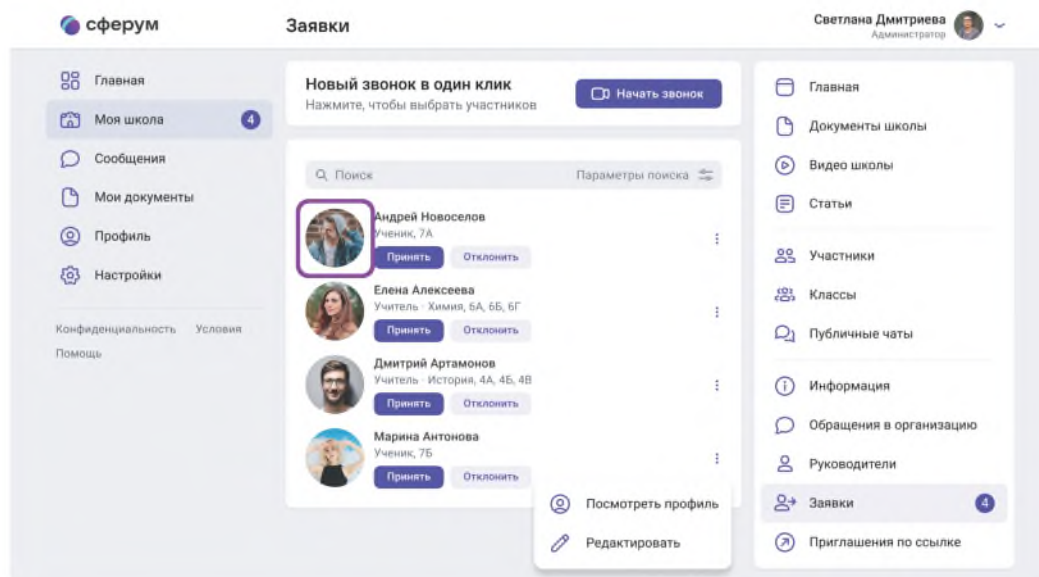 сферум
Заявки
Светлана Дмитриева
Администратор
Главная
Моя школа 4
Сообщения
Мои документы
Профиль
Настройки
Конфиденциальность Условия
Помощь
Новый звонок в один клик
Нажмите, чтобы выбрать участников
Начать звонок
Поиск
Параметры поиска
Андрей Новоселов
Ученик, 7А
Принять Отклонить
Елена Алексеева
Учитель · Химия, 6А, 6Б, 6Г
Принять Отклонить
Дмитрий Артамонов
Учитель · История, 4А, 4Б, 4В
Принять Отклонить
Марина Антонова
Ученик, 7Б
Принять Отклонить
Посмотреть профиль
Редактировать
Главная
Документы школы
Видео школы
Статьи
Участники
Классы
Публичные чаты
Информация
Обращения в организацию
Руководители
Заявки 4
Приглашения по ссылке